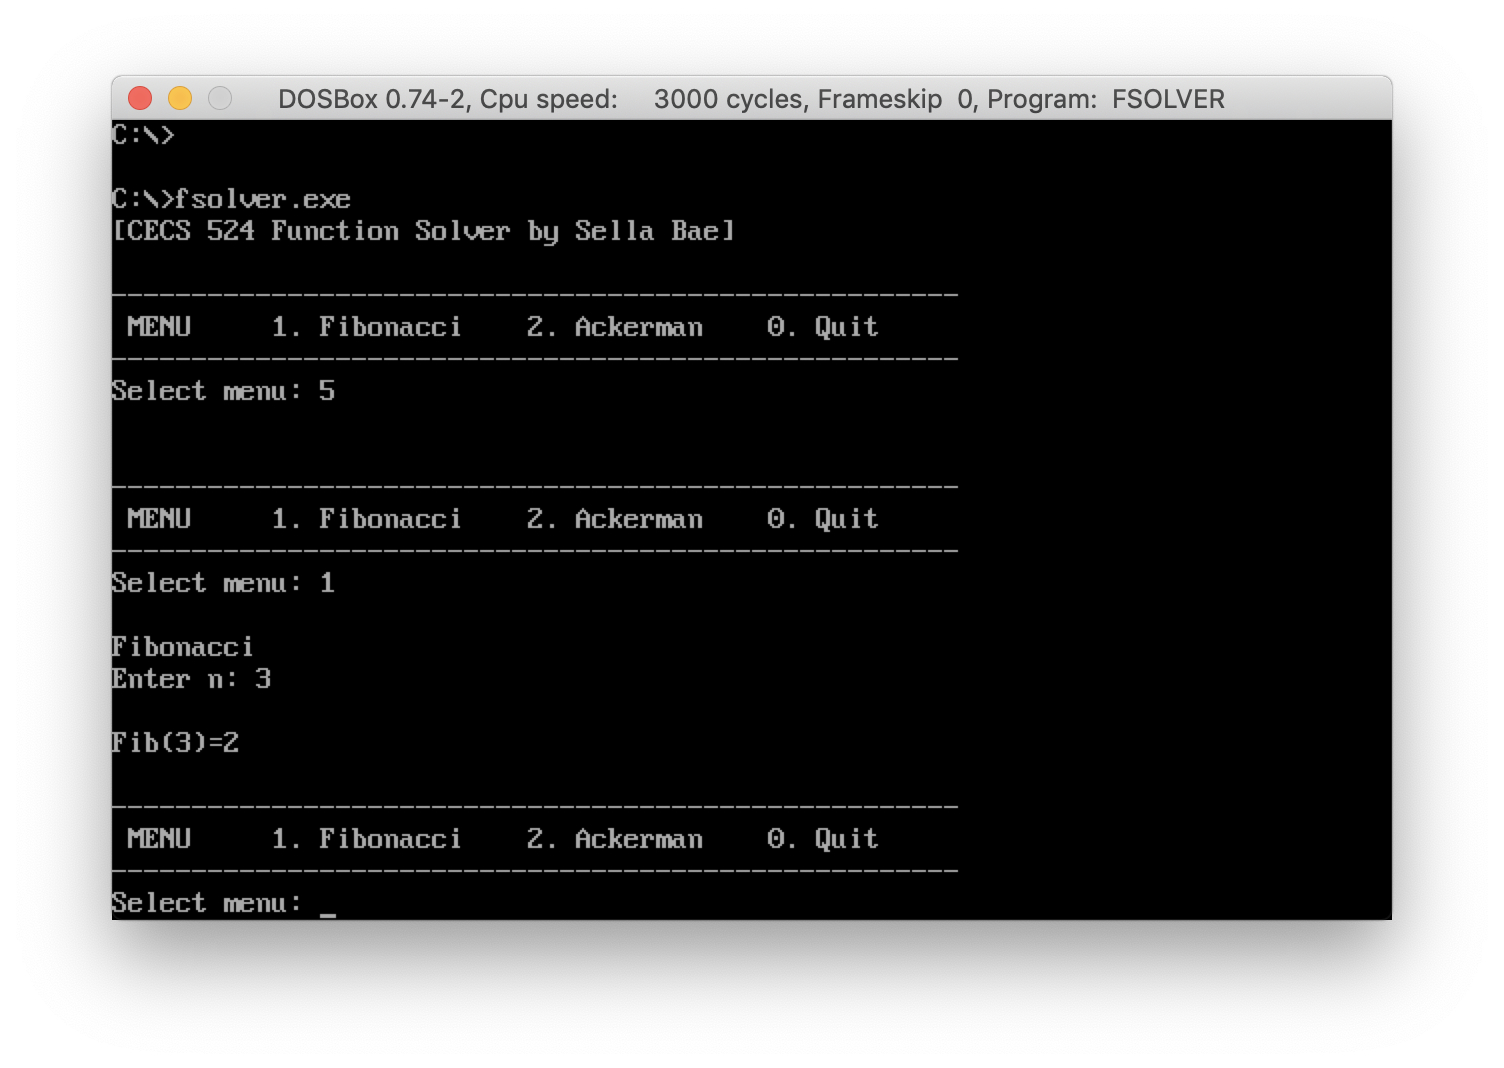 DOSBox 0.74-2, Cpu speed:    3000 cycles, Frameskip  0, Program:  FSOLVER
C:\>
C:\>fsolver.exe
[CECS 524 Function Solver by Sella Bae]
-----------------------------------------------------
 MENU     1. Fibonacci    2. Ackerman    0. Quit
-----------------------------------------------------
Select menu: 5
-----------------------------------------------------
 MENU     1. Fibonacci    2. Ackerman    0. Quit
-----------------------------------------------------
Select menu: 1
Fibonacci
Enter n: 3
Fib(3)=2
-----------------------------------------------------
 MENU     1. Fibonacci    2. Ackerman    0. Quit
-----------------------------------------------------
Select menu: _